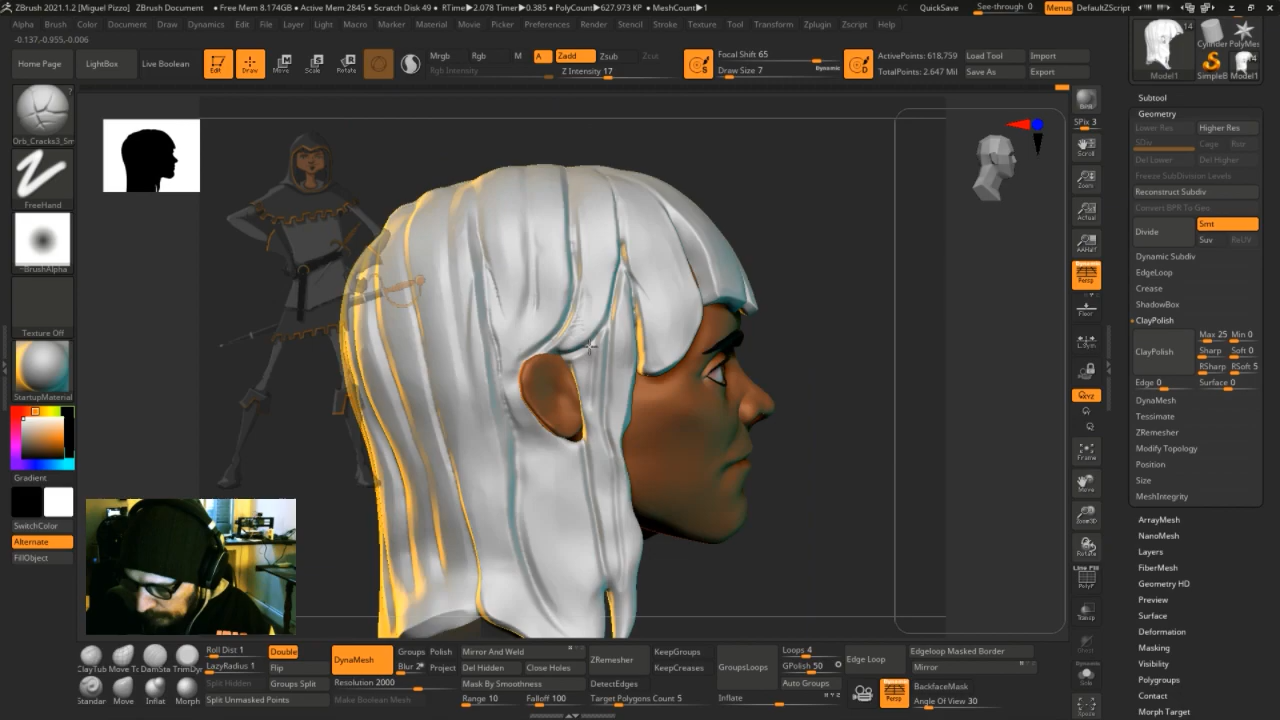 ZBrush 2021.1.2 [Miguel Pizzo] ZBrush Document • Free Mem 8.174GB • Active Mem 2845 • Scratch Disk 49 • RTime▶2.078 Timer▶0.385 • PolyCount▶627.973 KP • MeshCount▶1 AC QuickSave See-through 0 Menus DefaultZScript
Alpha Brush Color Document Draw Dynamics Edit File Layer Light Macro Marker Material Movie Picker Preferences Render Stencil Stroke Texture Tool Transform Zplugin Zscript Help
-0.137,-0.955,-0.006
Home Page LightBox Live Boolean Edit Draw Move Scale Rotate
Mrgb Rgb M A Zadd Zsub Zcut
Rgb Intensity Z Intensity 17
Focal Shift 65
Draw Size 7 Dynamic
ActivePoints: 618,759 Load Tool Import
TotalPoints: 2.647 Mil Save As Export
14
Cylinder PolyMes
Model1 SimpleB Model1
Subtool
Geometry
Lower Res Higher Res
SDiv Cage Rstr
Del Lower Del Higher
Freeze SubDivision Levels
Reconstruct Subdiv
Convert BPR To Geo
Divide Smt
Suv ReUV
Dynamic Subdiv
EdgeLoop
Crease
ShadowBox
ClayPolish
ClayPolish Max 25 Min 0
Sharp Soft 0
RSharp RSoft 5
Edge 0 Surface 0
DynaMesh
Tessimate
ZRemesher
Modify Topology
Position
Size
MeshIntegrity
ArrayMesh
NanoMesh
Layers
FiberMesh
Geometry HD
Preview
Surface
Deformation
Masking
Visibility
Polygroups
Contact
Morph Target
BPR
SPix 3
Scroll
Zoom
Actual
AAHalf
Dynamic
Persp
Floor
L.Sym
XYZ
Frame
Move
Zoom3D
Rotate
Line Fill
PolyF
Transp
Ghost
Dynamic
Solo
Orb_Cracks3_Sm
FreeHand
~BrushAlpha
Texture Off
StartupMaterial
Gradient
SwitchColor
Alternate
FillObject
ClayTub Move To DamSta TrimDy
Standar Move Inflat Morph
Roll Dist 1 Double
LazyRadius 1 Flip
Split Hidden Groups Split
Split Unmasked Points
DynaMesh Groups Polish
Blur 2 Project
Resolution 2000 Make Boolean Mesh
Mirror And Weld
Del Hidden Close Holes
Mask By Smoothness
Range 10 Falloff 100
ZRemesher KeepGroups
KeepCreases
DetectEdges
Target Polygons Count 5
GroupsLoops Loops 4
GPolish 50
Auto Groups
Inflate
Edge Loop Edgeloop Masked Border
Mirror
Dynamic
Persp
BackfaceMask
Angle Of View 30